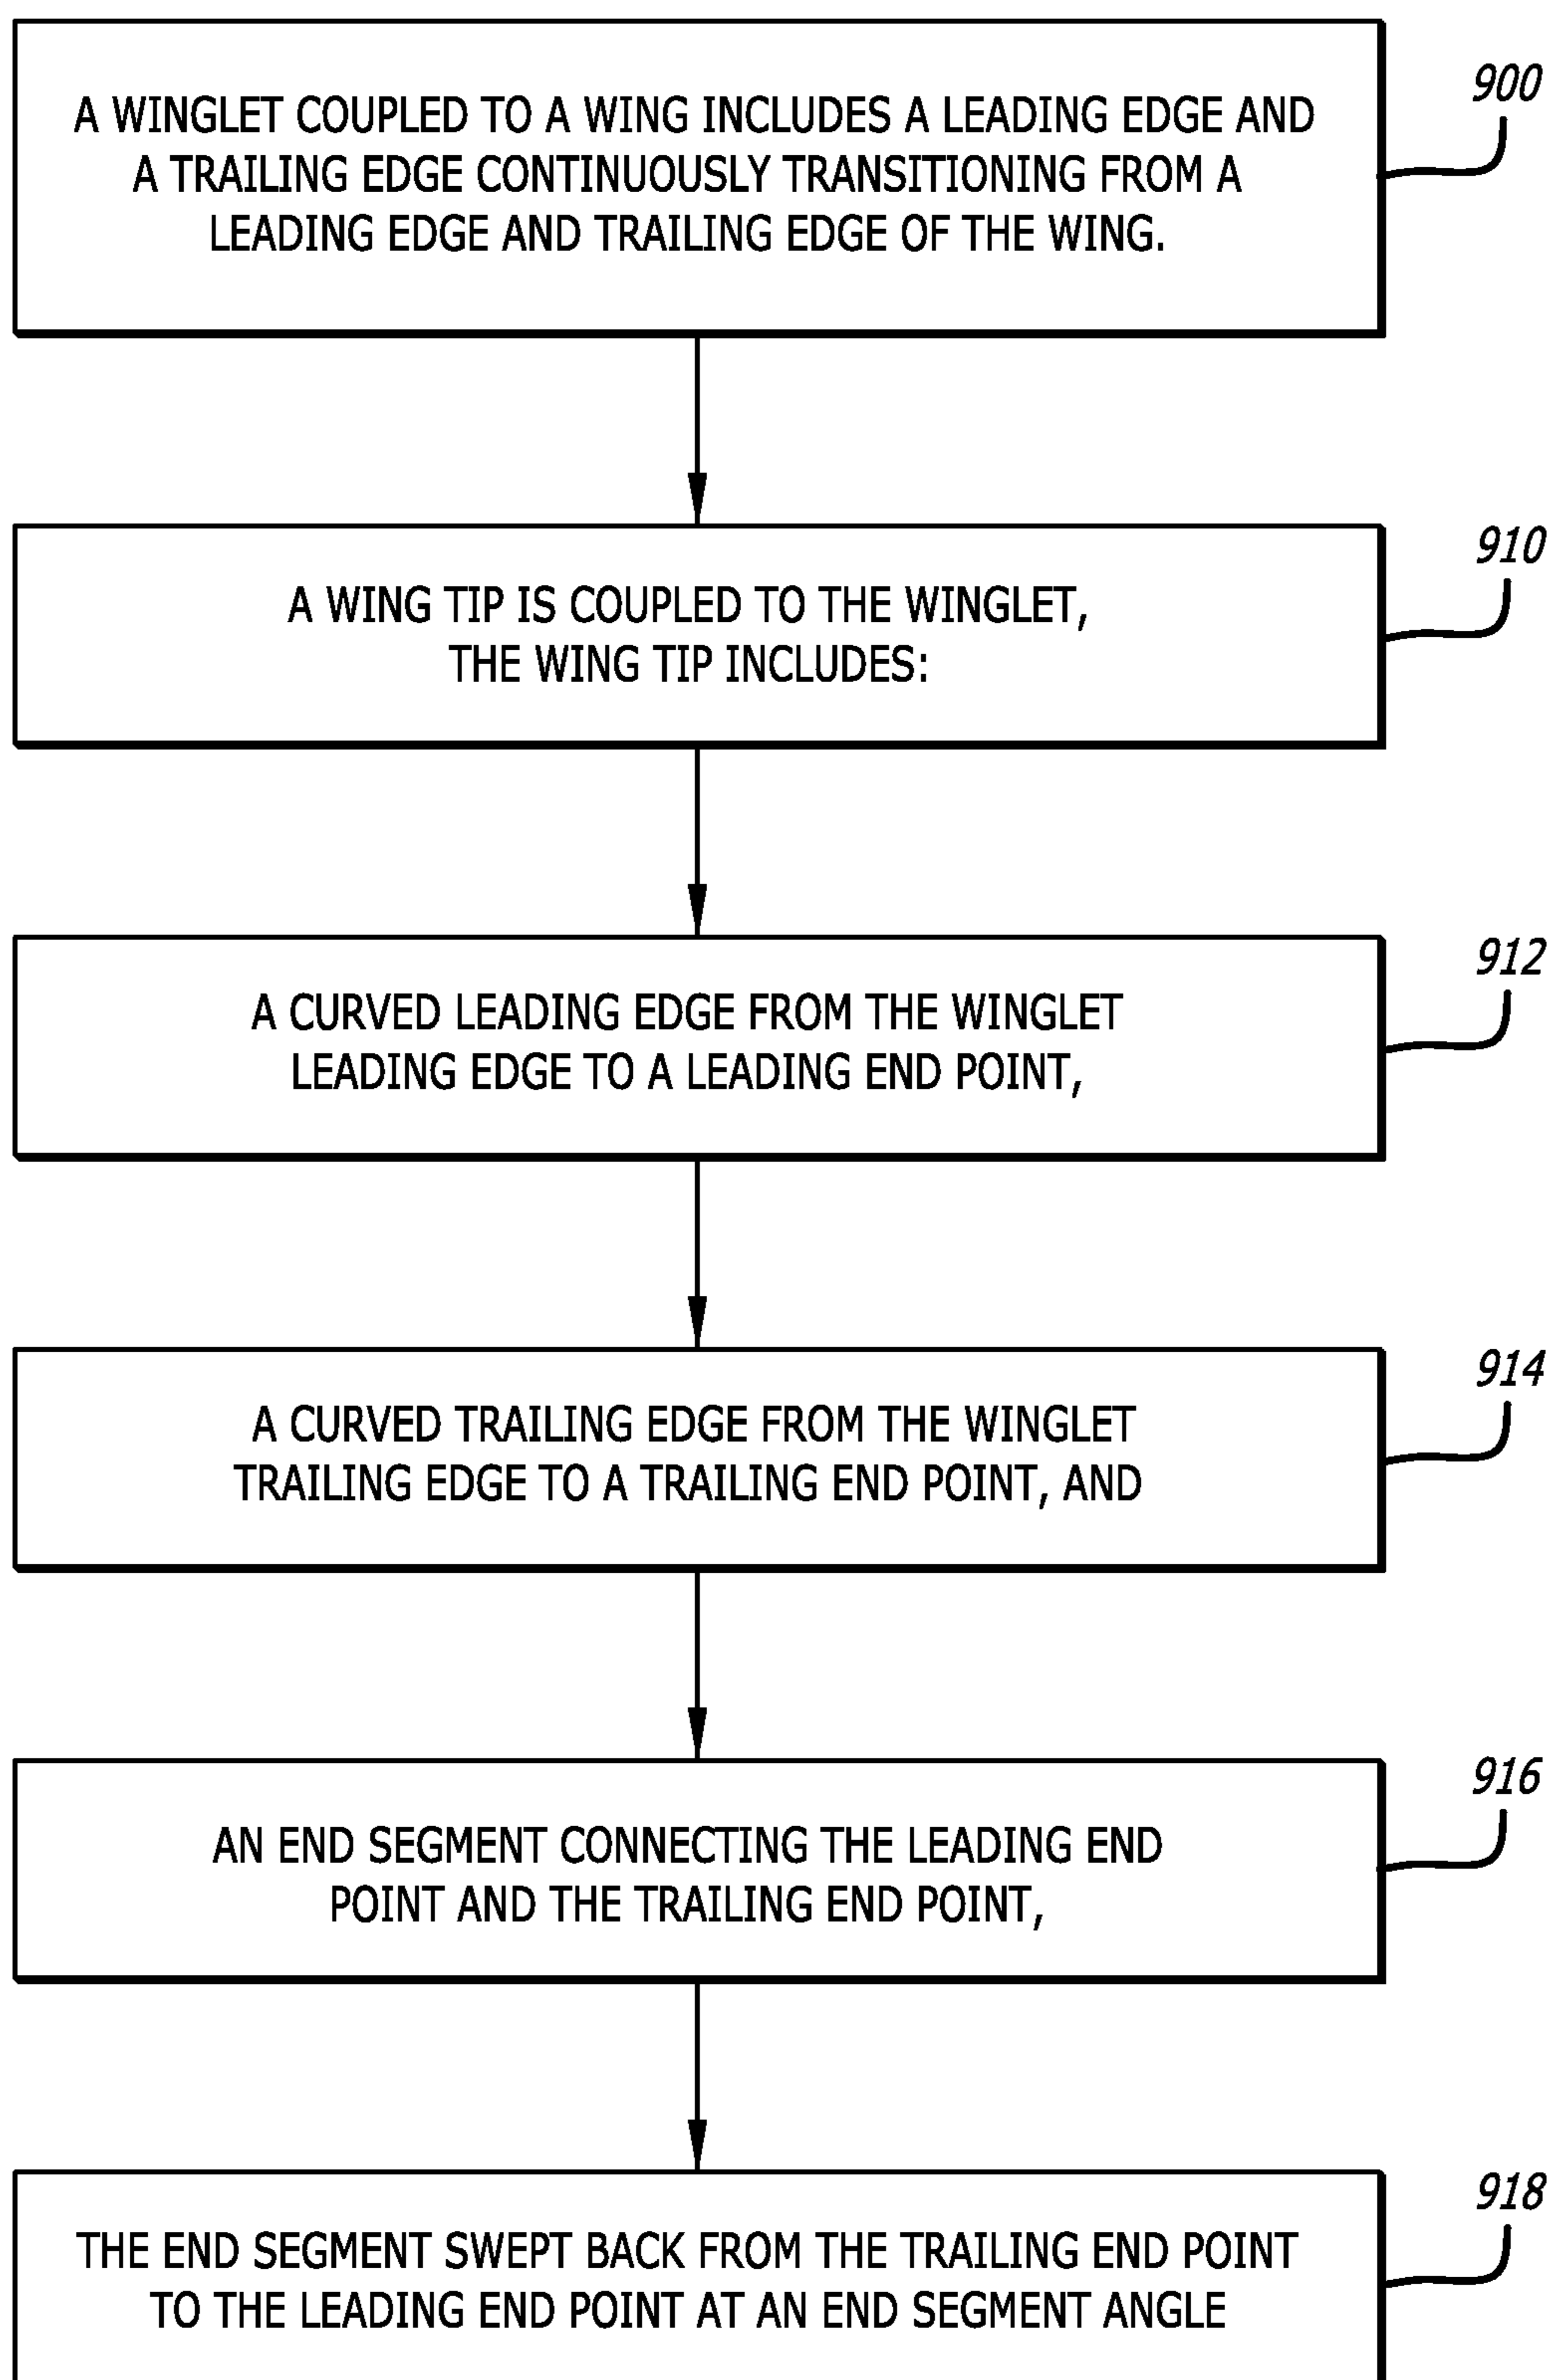 900
A WINGLET COUPLED TO A WING INCLUDES A LEADING EDGE AND
A TRAILING EDGE CONTINUOUSLY TRANSITIONING FROM A
LEADING EDGE AND TRAILING EDGE OF THE WING.
910
A WING TIP IS COUPLED TO THE WINGLET,
THE WING TIP INCLUDES:
912
A CURVED LEADING EDGE FROM THE WINGLET
LEADING EDGE TO A LEADING END POINT,
914
A CURVED TRAILING EDGE FROM THE WINGLET
TRAILING EDGE TO A TRAILING END POINT, AND
916
AN END SEGMENT CONNECTING THE LEADING END
POINT AND THE TRAILING END POINT,
918
THE END SEGMENT SWEPT BACK FROM THE TRAILING END POINT
TO THE LEADING END POINT AT AN END SEGMENT ANGLE